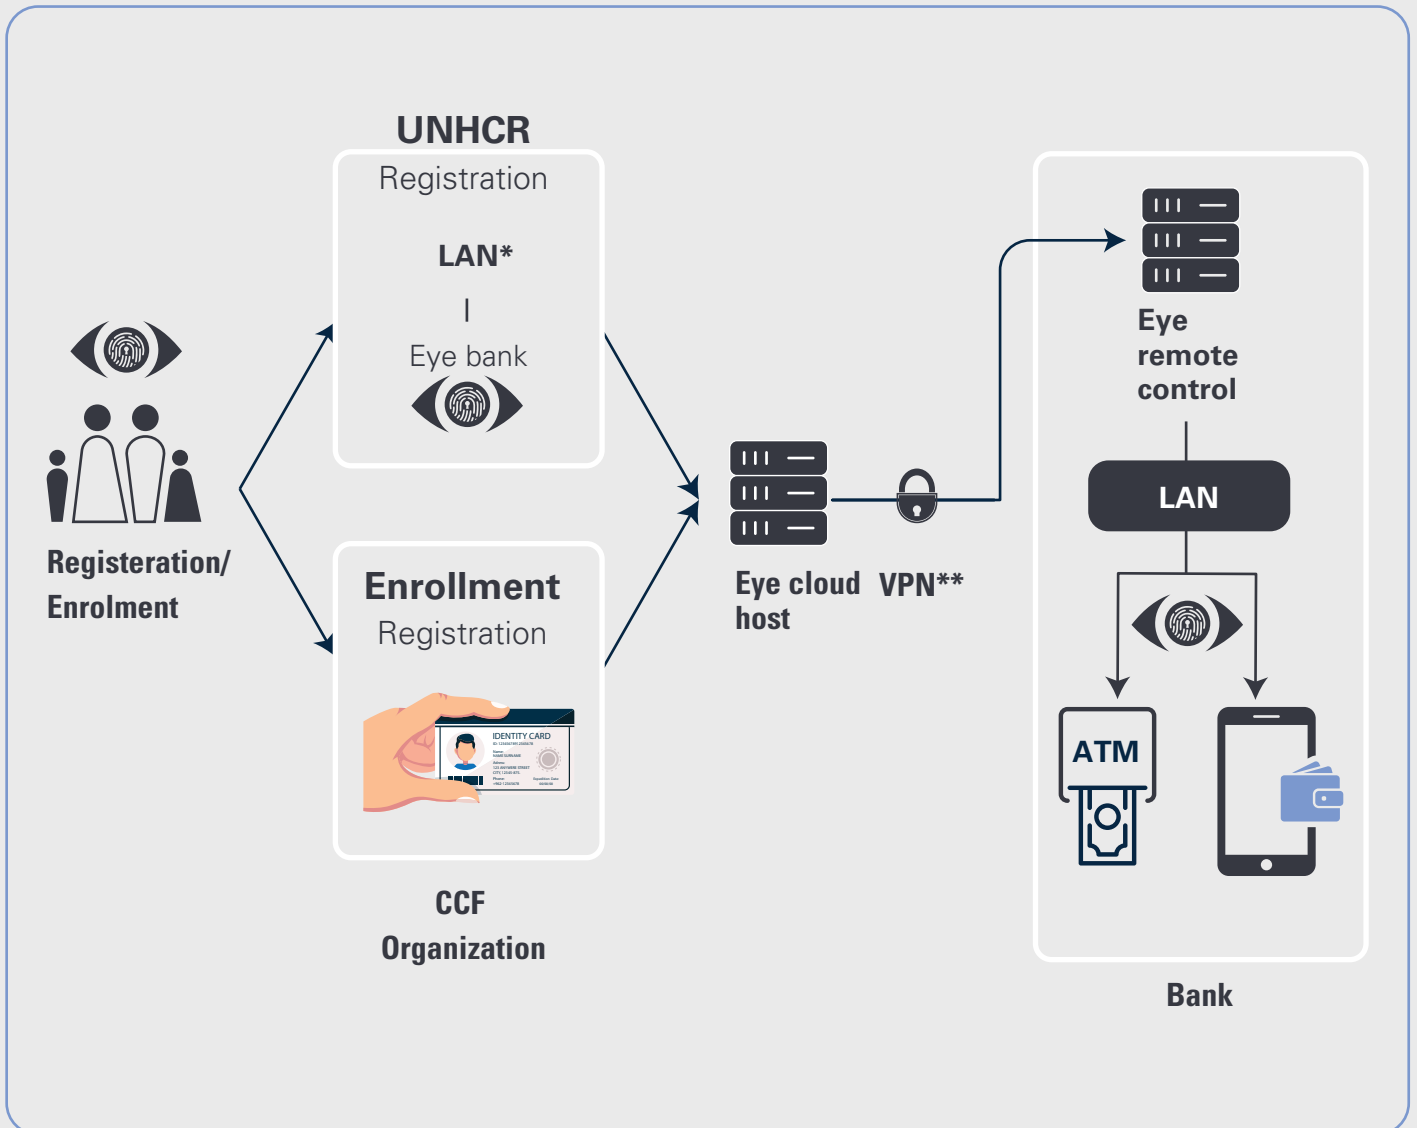 UNHCR
Registration
LAN*
Eye bank
Registeration/
Enrolment
Enrollment
Registration
IDENTITY CARD
CCF
Organization
Eye cloud
host
VPN**
Eye
remote
control
LAN
ATM
Bank